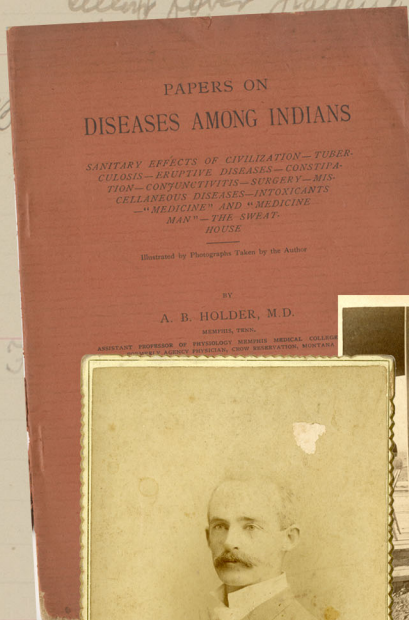 PAPERS ON
DISEASES AMONG INDIANS
SANITARY EFFECTS OF CIVILIZATION—TUBER-
CULOSIS—ERUPTIVE DISEASES—CONSTIPA-
TION—CONJUNCTIVITIS—SURGERY—MIS-
CELLANEOUS DISEASES—INTOXICANTS
—"MEDICINE" AND "MEDICINE
MAN"—THE SWEAT-
HOUSE
Illustrated by Photographs Taken by the Author
BY
A. B. HOLDER, M.D.
MEMPHIS, TENN.
ASSISTANT PROFESSOR OF PHYSIOLOGY MEMPHIS MEDICAL COLLEGE
AGENCY PHYSICIAN, CROW RESERVATION, MONTANA